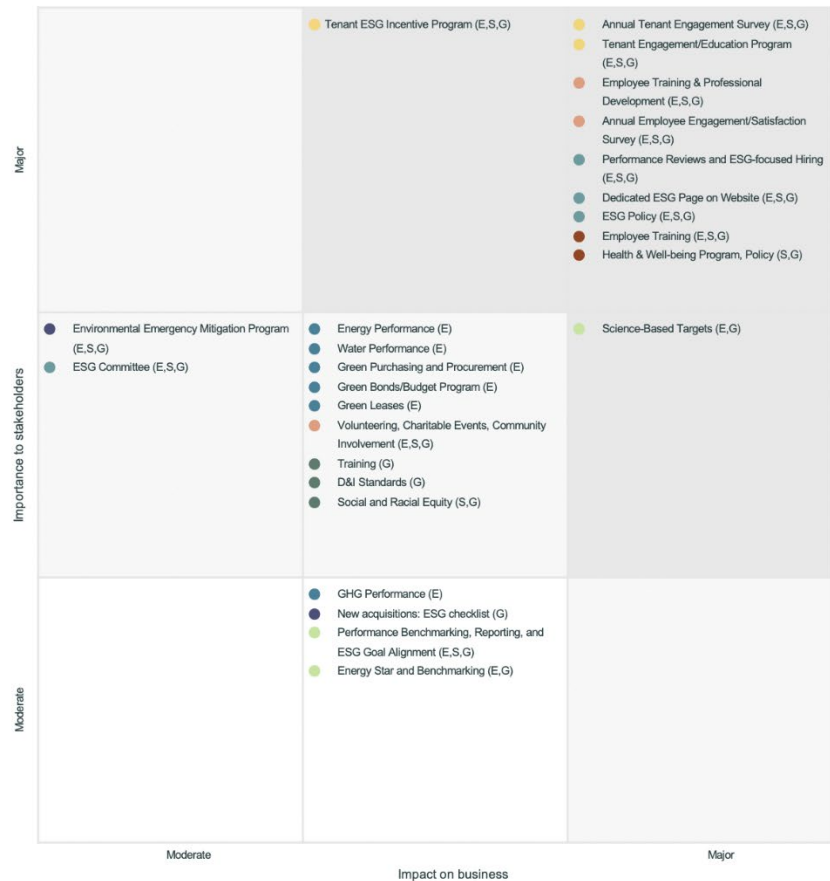 Tenant ESG Incentive Program (E,S,G)
Annual Tenant Engagement Survey (E,S,G)
Tenant Engagement/Education Program
(E,S,G)
Employee Training & Professional
Development (E,S,G)
Annual Employee Engagement/Satisfaction
Survey (E,S,G)
Performance Reviews and ESG-focused Hiring
(E,S,G)
Dedicated ESG Page on Website (E,S,G)
ESG Policy (E,S,G)
Employee Training (E,S,G)
Health & Well-being Program, Policy (S,G)
Major
Environmental Emergency Mitigation Program
(E,S,G)
ESG Committee (E,S,G)
Energy Performance (E)
Water Performance (E)
Green Purchasing and Procurement (E)
Green Bonds/Budget Program (E)
Green Leases (E)
Volunteering, Charitable Events, Community
Involvement (E,S,G)
Training (G)
D&I Standards (G)
Social and Racial Equity (S,G)
Science-Based Targets (E,G)
Importance to stakeholders
GHG Performance (E)
New acquisitions: ESG checklist (G)
Performance Benchmarking, Reporting, and
ESG Goal Alignment (E,S,G)
Energy Star and Benchmarking (E,G)
Moderate
Moderate
Major
Impact on business